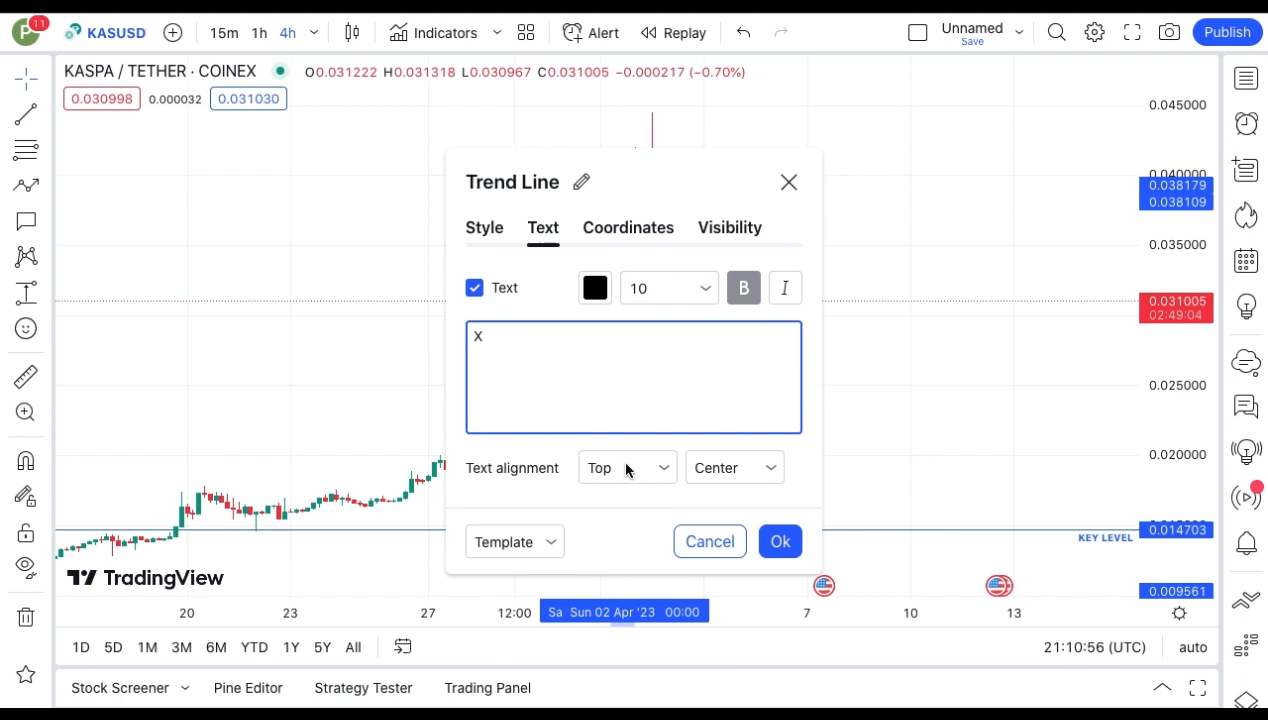 P 11 KASUSD 15m 1h 4h Indicators Alert Replay Unnamed Save Publish
KASPA / TETHER · COINEX O0.031222 H0.031318 L0.030967 C0.031005 −0.000217 (−0.70%)
0.030998 0.000032 0.031030
0.045000
0.040000
0.038179
0.038109
0.035000
0.031005
02:49:04
0.025000
0.020000
0.014703
0.009561
Trend Line
Style Text Coordinates Visibility
Text 10 B I
X
Text alignment Top Center
Template Cancel Ok
KEY LEVEL
TradingView
20 23 27 12:00 Sa Sun 02 Apr '23 00:00 7 10 13
1D 5D 1M 3M 6M YTD 1Y 5Y All 21:10:56 (UTC) auto
Stock Screener Pine Editor Strategy Tester Trading Panel